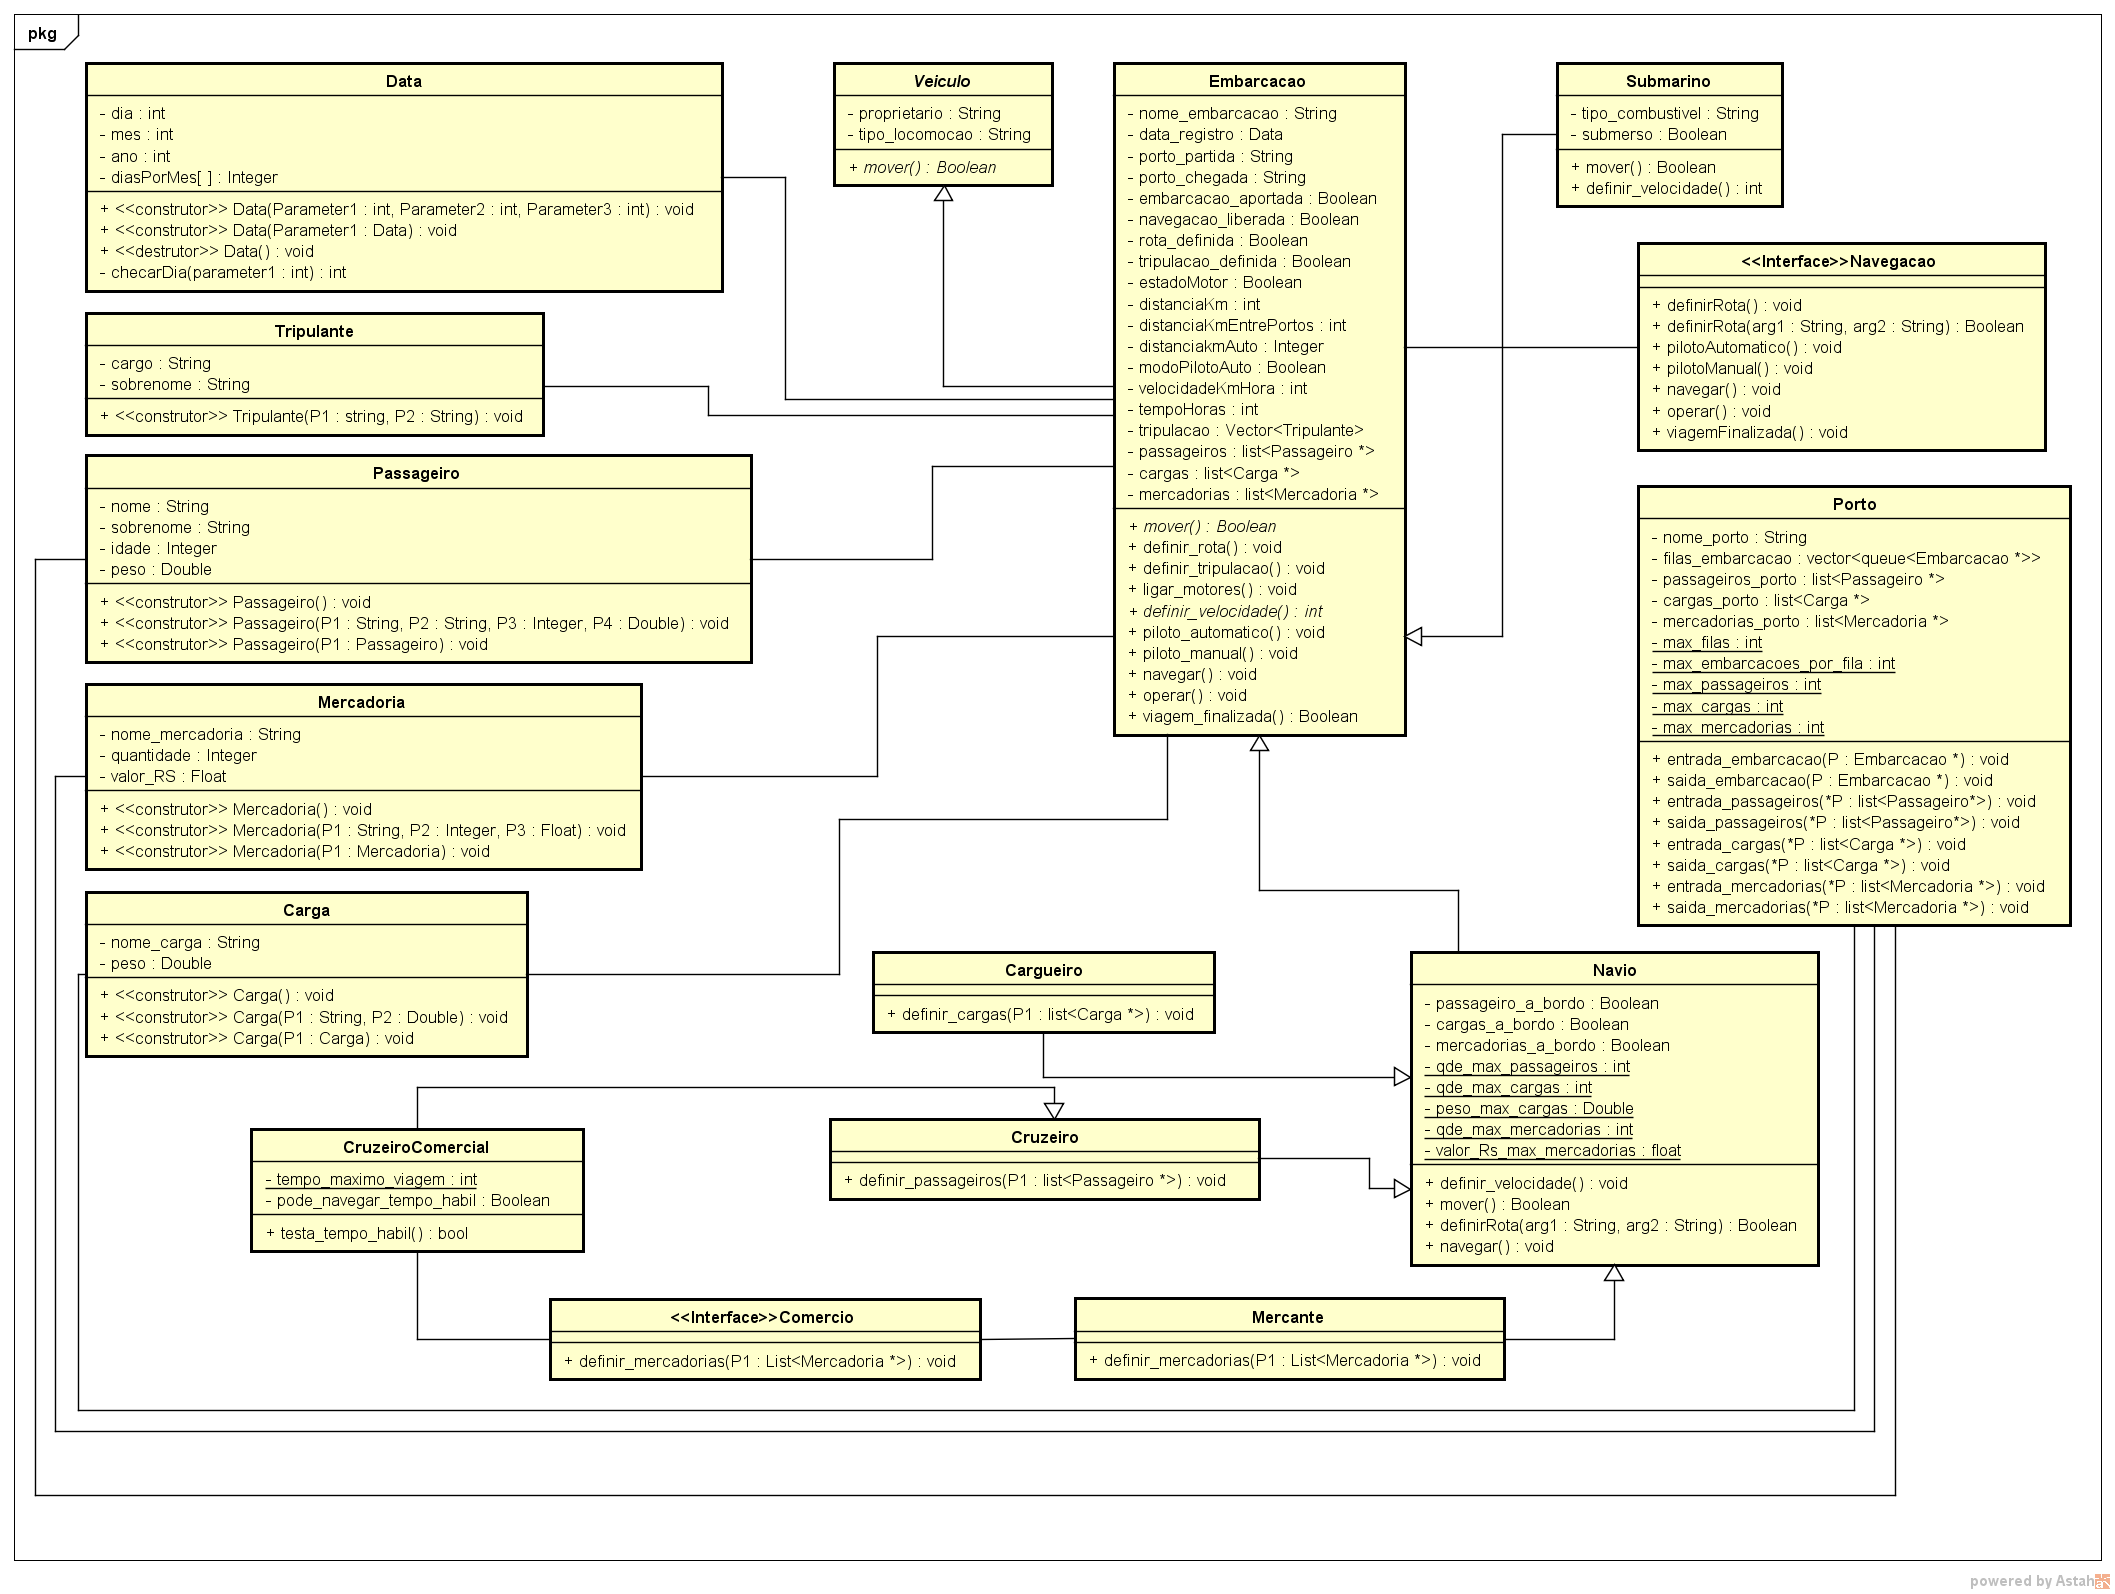 pkg
Data
- dia : int
- mes : int
- ano : int
- diasPorMes[ ] : Integer
+ <<construtor>> Data(Parameter1 : int, Parameter2 : int, Parameter3 : int) : void
+ <<construtor>> Data(Parameter1 : Data) : void
+ <<destrutor>> Data() : void
- checarDia(parameter1 : int) : int
Tripulante
- cargo : String
- sobrenome : String
+ <<construtor>> Tripulante(P1 : string, P2 : String) : void
Passageiro
- nome : String
- sobrenome : String
- idade : Integer
- peso : Double
+ <<construtor>> Passageiro() : void
+ <<construtor>> Passageiro(P1 : String, P2 : String, P3 : Integer, P4 : Double) : void
+ <<construtor>> Passageiro(P1 : Passageiro) : void
Mercadoria
- nome_mercadoria : String
- quantidade : Integer
- valor_RS : Float
+ <<construtor>> Mercadoria() : void
+ <<construtor>> Mercadoria(P1 : String, P2 : Integer, P3 : Float) : void
+ <<construtor>> Mercadoria(P1 : Mercadoria) : void
Carga
- nome_carga : String
- peso : Double
+ <<construtor>> Carga() : void
+ <<construtor>> Carga(P1 : String, P2 : Double) : void
+ <<construtor>> Carga(P1 : Carga) : void
Veiculo
- proprietario : String
- tipo_locomocao : String
+ mover() : Boolean
Embarcacao
- nome_embarcacao : String
- data_registro : Data
- porto_partida : String
- porto_chegada : String
- embarcacao_aportada : Boolean
- navegacao_liberada : Boolean
- rota_definida : Boolean
- tripulacao_definida : Boolean
- estadoMotor : Boolean
- distanciaKm : int
- distanciaKmEntrePortos : int
- distanciakmAuto : Integer
- modoPilotoAuto : Boolean
- velocidadeKmHora : int
- tempoHoras : int
- tripulacao : Vector<Tripulante>
- passageiros : list<Passageiro *>
- cargas : list<Carga *>
- mercadorias : list<Mercadoria *>
+ mover() : Boolean
+ definir_rota() : void
+ definir_tripulacao() : void
+ ligar_motores() : void
+ definir_velocidade() : int
+ piloto_automatico() : void
+ piloto_manual() : void
+ navegar() : void
+ operar() : void
+ viagem_finalizada() : Boolean
Submarino
- tipo_combustivel : String
- submerso : Boolean
+ mover() : Boolean
+ definir_velocidade() : int
<<Interface>>Navegacao
+ definirRota() : void
+ definirRota(arg1 : String, arg2 : String) : Boolean
+ pilotoAutomatico() : void
+ pilotoManual() : void
+ navegar() : void
+ operar() : void
+ viagemFinalizada() : void
Porto
- nome_porto : String
- filas_embarcacao : vector<queue<Embarcacao *>>
- passageiros_porto : list<Passageiro *>
- cargas_porto : list<Carga *>
- mercadorias_porto : list<Mercadoria *>
- max_filas : int
- max_embarcacoes_por_fila : int
- max_passageiros : int
- max_cargas : int
- max_mercadorias : int
+ entrada_embarcacao(P : Embarcacao *) : void
+ saida_embarcacao(P : Embarcacao *) : void
+ entrada_passageiros(*P : list<Passageiro*>) : void
+ saida_passageiros(*P : list<Passageiro*>) : void
+ entrada_cargas(*P : list<Carga *>) : void
+ saida_cargas(*P : list<Carga *>) : void
+ entrada_mercadorias(*P : list<Mercadoria *>) : void
+ saida_mercadorias(*P : list<Mercadoria *>) : void
Cargueiro
+ definir_cargas(P1 : list<Carga *>) : void
Navio
- passageiro_a_bordo : Boolean
- cargas_a_bordo : Boolean
- mercadorias_a_bordo : Boolean
- qde_max_passageiros : int
- qde_max_cargas : int
- peso_max_cargas : Double
- qde_max_mercadorias : int
- valor_Rs_max_mercadorias : float
+ definir_velocidade() : void
+ mover() : Boolean
+ definirRota(arg1 : String, arg2 : String) : Boolean
+ navegar() : void
CruzeiroComercial
- tempo_maximo_viagem : int
- pode_navegar_tempo_habil : Boolean
+ testa_tempo_habil() : bool
Cruzeiro
+ definir_passageiros(P1 : list<Passageiro *>) : void
<<Interface>>Comercio
+ definir_mercadorias(P1 : List<Mercadoria *>) : void
Mercante
+ definir_mercadorias(P1 : List<Mercadoria *>) : void
powered by Astah